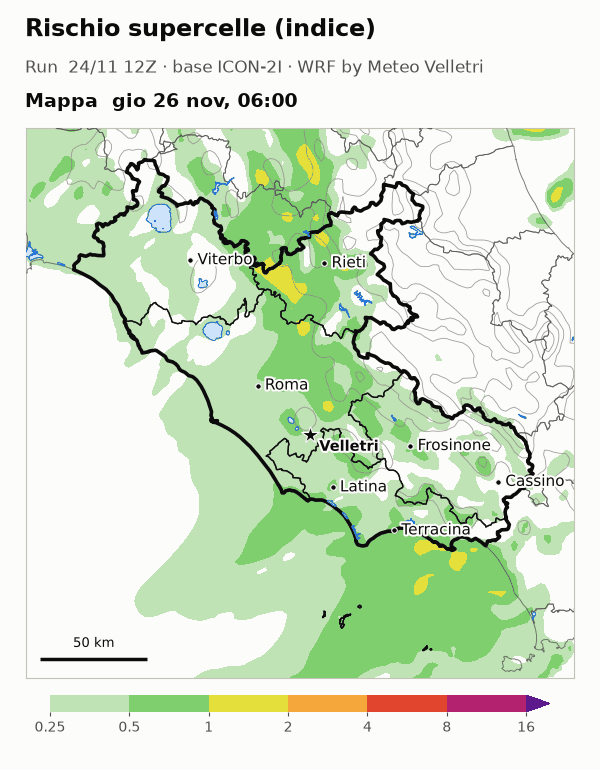 Rischio supercelle (indice)
Run  24/11 12Z · base ICON-2I · WRF by Meteo Velletri
Mappa  gio 26 nov, 06:00
Viterbo
Rieti
Roma
Velletri
Frosinone
Latina
Cassino
Terracina
50 km
0.25 0.5 1 2 4 8 16